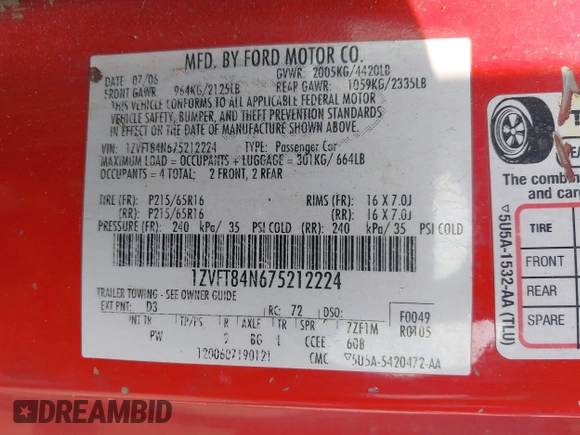 MFD. BY FORD MOTOR CO.
DATE 07/06
GVWR: 2005KG/4420LB
FRONT GAWR: 964KG/2125LB
REAR GAWR: 1059KG/2335LB
THIS VEHICLE CONFORMS TO ALL APPLICABLE FEDERAL MOTOR
VEHICLE SAFETY, BUMPER, AND THEFT PREVENTION STANDARDS
IN EFFECT ON THE DATE OF MANUFACTURE SHOWN ABOVE.
VIN: 1ZVFT84N675212224 TYPE: Passenger Car
MAXIMUM LOAD = OCCUPANTS + LUGGAGE = 301KG/ 664LB
OCCUPANTS = 4 TOTAL: 2 FRONT, 2 REAR
TIRE (FR): P215/65R16 RIMS (FR): 16 X 7.0J
(RR): P215/65R16 (RR): 16 X 7.0J
PRESSURE (FR): 240 kPa/ 35 PSI COLD (RR): 240 kPa/ 35 PSI COLD
1ZVFT84N675212224
TRAILER TOWING - SEE OWNER GUIDE
EXT PNT: D3 RC: 72 DSO:
F0049
R0105
INT TR TP/PS R AXLE TR SPR 7ZF1M
PW BG CCEE 60B
CMC ▽5U5A-5420472-AA
The combin
and car
TIRE
FRONT
REAR
SPARE
▽5U5A-1532-AA (TLU)
DREAMBID